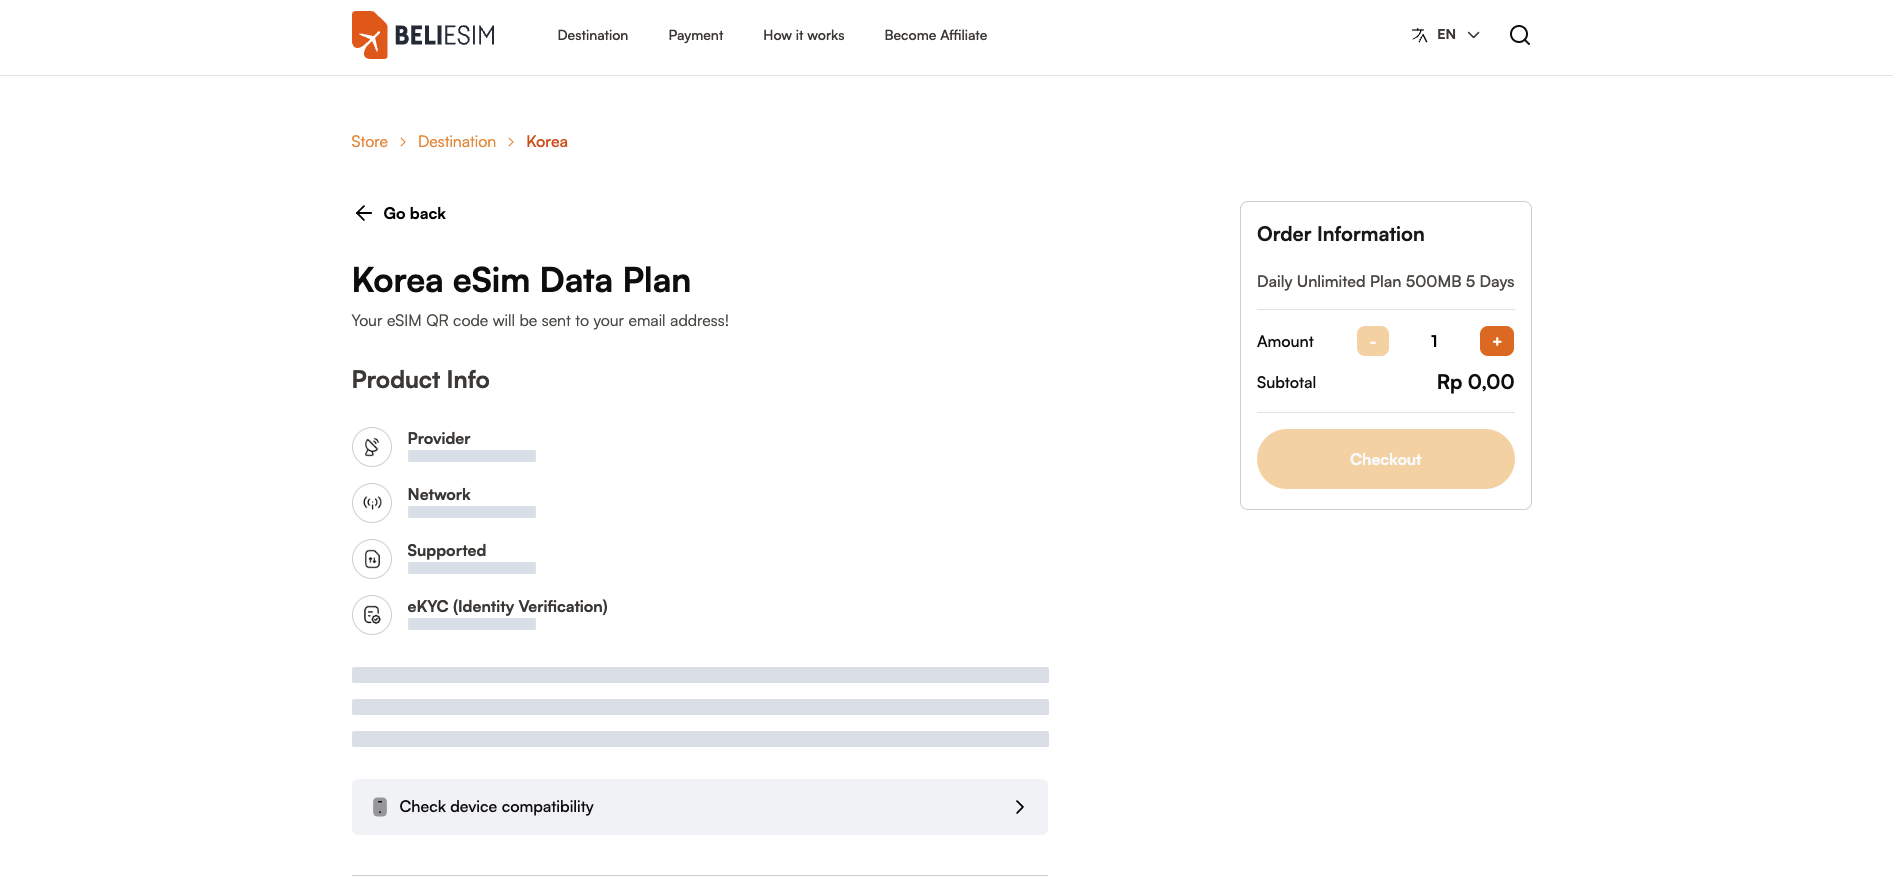 BELIESIM
Destination
Payment
How it works
Become Affiliate
EN
Store > Destination > Korea
Go back
Korea eSim Data Plan
Your eSIM QR code will be sent to your email address!
Product Info
Provider
Network
Supported
eKYC (Identity Verification)
Check device compatibility
Order Information
Daily Unlimited Plan 500MB 5 Days
Amount - 1 +
Subtotal Rp 0,00
Checkout